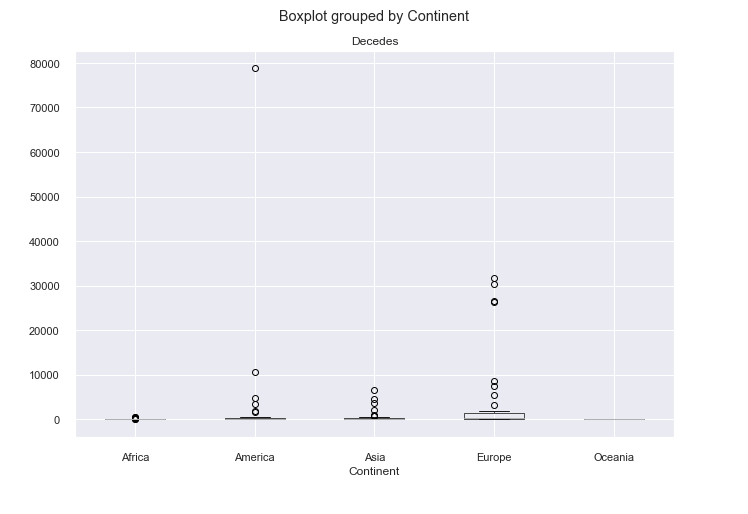 Boxplot grouped by Continent
Decedes
80000
70000
60000
50000
40000
30000
20000
10000
0
Africa America Asia Europe Oceania
Continent